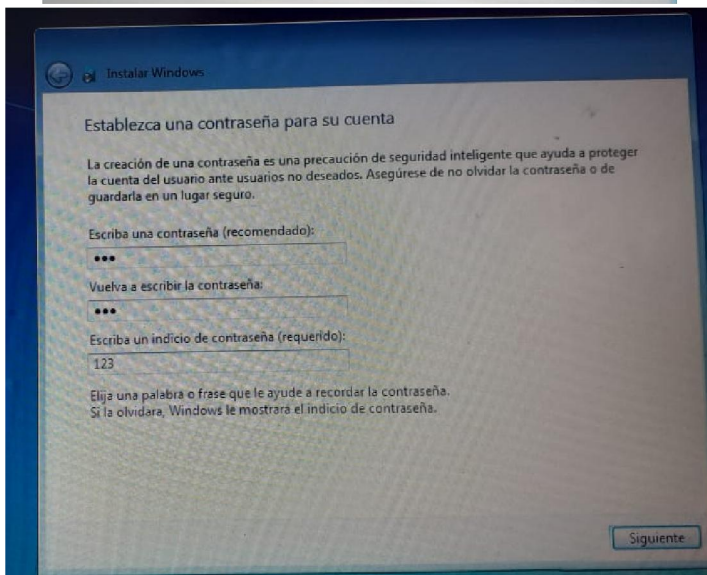 Instalar Windows
Establezca una contraseña para su cuenta
La creación de una contraseña es una precaución de seguridad inteligente que ayuda a proteger
la cuenta del usuario ante usuarios no deseados. Asegúrese de no olvidar la contraseña o de
guardarla en un lugar seguro.
Escriba una contraseña (recomendado):
•••
Vuelva a escribir la contraseña:
•••
Escriba un indicio de contraseña (requerido):
123
Elija una palabra o frase que le ayude a recordar la contraseña.
Si la olvidara, Windows le mostrará el indicio de contraseña.
Siguiente